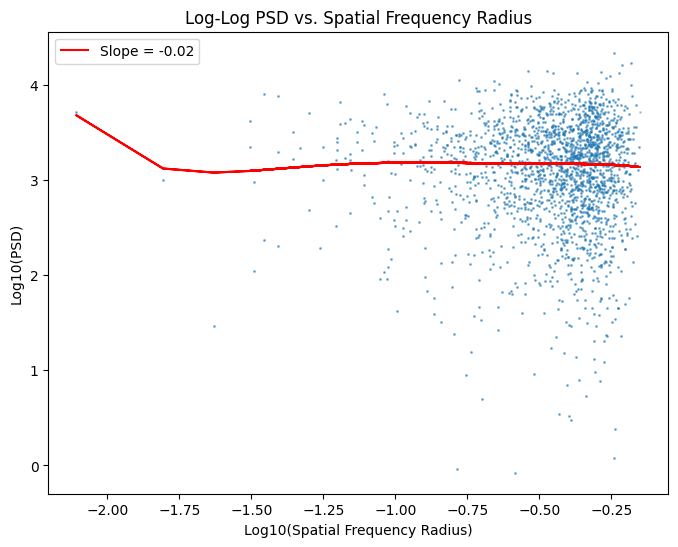 Log-Log PSD vs. Spatial Frequency Radius
Slope = -0.02
Log10(PSD)
4
3
2
1
0
−2.00 −1.75 −1.50 −1.25 −1.00 −0.75 −0.50 −0.25
Log10(Spatial Frequency Radius)